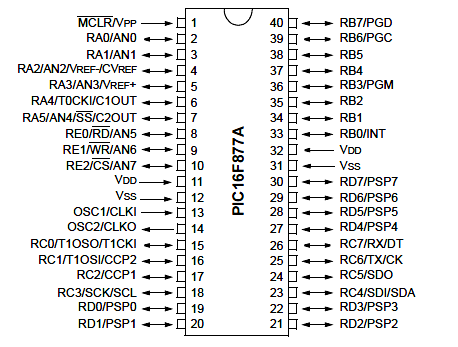 MCLR/VPP 1 40 RB7/PGD
RA0/AN0 2 39 RB6/PGC
RA1/AN1 3 38 RB5
RA2/AN2/VREF-/CVREF 4 37 RB4
RA3/AN3/VREF+ 5 36 RB3/PGM
RA4/T0CKI/C1OUT 6 35 RB2
RA5/AN4/SS/C2OUT 7 34 RB1
RE0/RD/AN5 8 33 RB0/INT
RE1/WR/AN6 9 32 VDD
RE2/CS/AN7 10 31 VSS
VDD 11 30 RD7/PSP7
VSS 12 29 RD6/PSP6
OSC1/CLKI 13 28 RD5/PSP5
OSC2/CLKO 14 27 RD4/PSP4
RC0/T1OSO/T1CKI 15 26 RC7/RX/DT
RC1/T1OSI/CCP2 16 25 RC6/TX/CK
RC2/CCP1 17 24 RC5/SDO
RC3/SCK/SCL 18 23 RC4/SDI/SDA
RD0/PSP0 19 22 RD3/PSP3
RD1/PSP1 20 21 RD2/PSP2
PIC16F877A